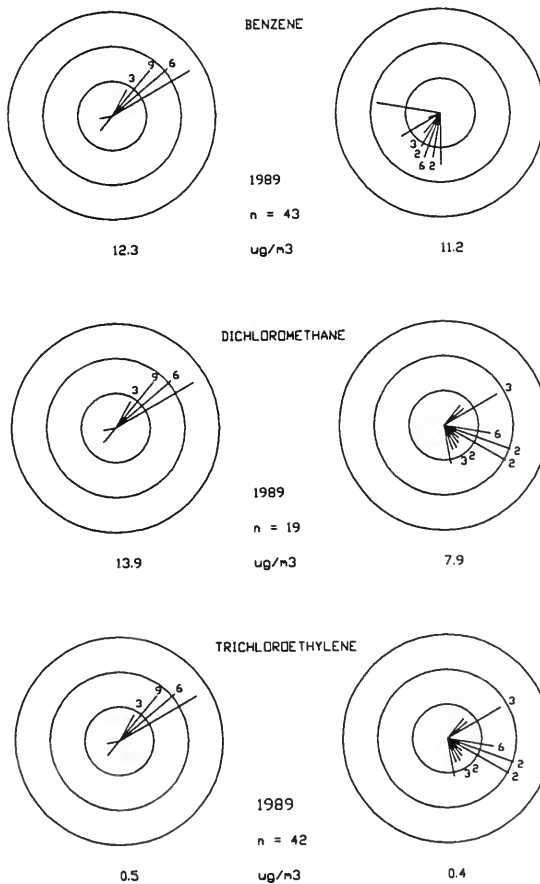 BENZENE
3 9 6
3
2
6 2
1989
n = 43
12.3 ug/m3 11.2
DICHLOROMETHANE
3 9 6
3
6
2
2
3 2
1989
n = 19
13.9 ug/m3 7.9
TRICHLOROETHYLENE
3 9 6
3
6
2
2
3 2
1989
n = 42
0.5 ug/m3 0.4